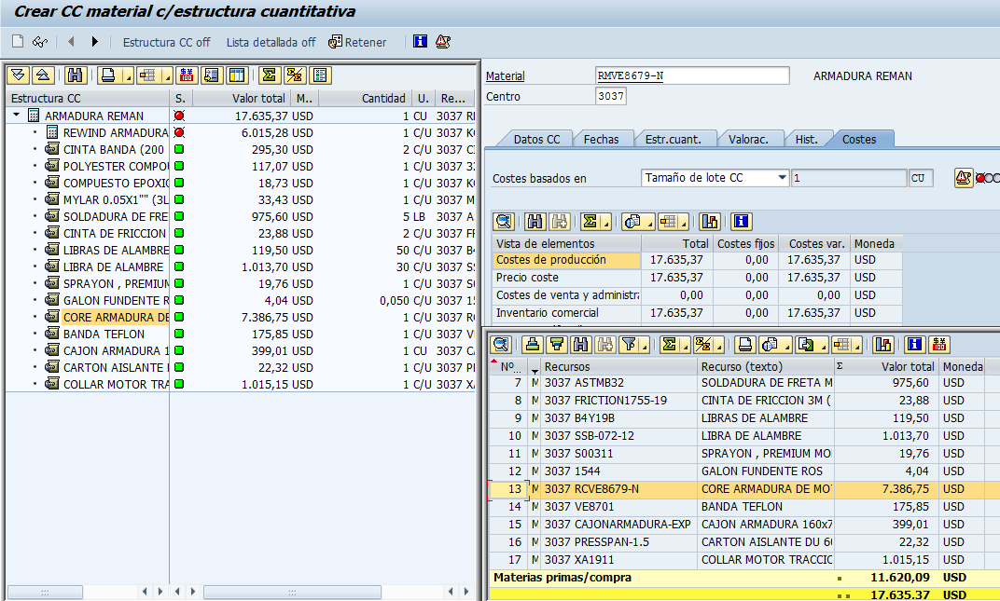 Crear CC material c/estructura cuantitativa
Estructura CC off Lista detallada off Retener
Estructura CC S. Valor total M.. Cantidad U. Re...
ARMADURA REMAN 17.635,37 USD 1 CU 3037 RI
REWIND ARMADURA 6.015,28 USD 1 C/U 3037 K
CINTA BANDA (200 295,30 USD 2 C/U 3037 CI
POLYESTER COMPOU 117,07 USD 1 C/U 3037 32
COMPUESTO EPOXIC 18,73 USD 1 C/U 3037 K
MYLAR 0.05X1"" (3L 33,43 USD 1 C/U 3037 M
SOLDADURA DE FRE 975,60 USD 5 LB 3037 A
CINTA DE FRICCION 23,88 USD 2 C/U 3037 FF
LIBRAS DE ALAMBRE 119,50 USD 50 C/U 3037 B4
LIBRA DE ALAMBRE 1.013,70 USD 30 C/U 3037 SS
SPRAYON , PREMIUM 19,76 USD 1 C/U 3037 S0
GALON FUNDENTE R 4,04 USD 0,050 C/U 3037 15
CORE ARMADURA DE 7.386,75 USD 1 C/U 3037 RC
BANDA TEFLON 175,85 USD 1 C/U 3037 VE
CAJON ARMADURA 1 399,01 USD 1 CU 3037 CA
CARTON AISLANTE 22,32 USD 1 C/U 3037 PI
COLLAR MOTOR TRA 1.015,15 USD 1 C/U 3037 XA
Material RMVE8679-N ARMADURA REMAN
Centro 3037
Datos CC Fechas Estr.cuant. Valorac. Hist. Costes
Costes basados en Tamaño de lote CC 1 CU
Vista de elementos Total Costes fijos Costes var. Moneda
Costes de producción 17.635,37 0,00 17.635,37 USD
Precio coste 17.635,37 0,00 17.635,37 USD
Costes de venta y administra 0,00 0,00 0,00 USD
Inventario comercial 17.635,37 0,00 17.635,37 USD
Nº... Recursos Recurso (texto) Σ Valor total Moneda
7 M 3037 ASTMB32 SOLDADURA DE FRETA M 975,60 USD
8 M 3037 FRICTION1755-19 CINTA DE FRICCION 3M ( 23,88 USD
9 M 3037 B4Y19B LIBRAS DE ALAMBRE 119,50 USD
10 M 3037 SSB-072-12 LIBRA DE ALAMBRE 1.013,70 USD
11 M 3037 S00311 SPRAYON , PREMIUM MO 19,76 USD
12 M 3037 1544 GALON FUNDENTE ROS 4,04 USD
13 M 3037 RCVE8679-N CORE ARMADURA DE MO 7.386,75 USD
14 M 3037 VE8701 BANDA TEFLON 175,85 USD
15 M 3037 CAJONARMADURA-EXP CAJON ARMADURA 160x7 399,01 USD
16 M 3037 PRESSPAN-1.5 CARTON AISLANTE DU 6 22,32 USD
17 M 3037 XA1911 COLLAR MOTOR TRACCIO 1.015,15 USD
Materias primas/compra 11.620,09 USD
17.635,37 USD